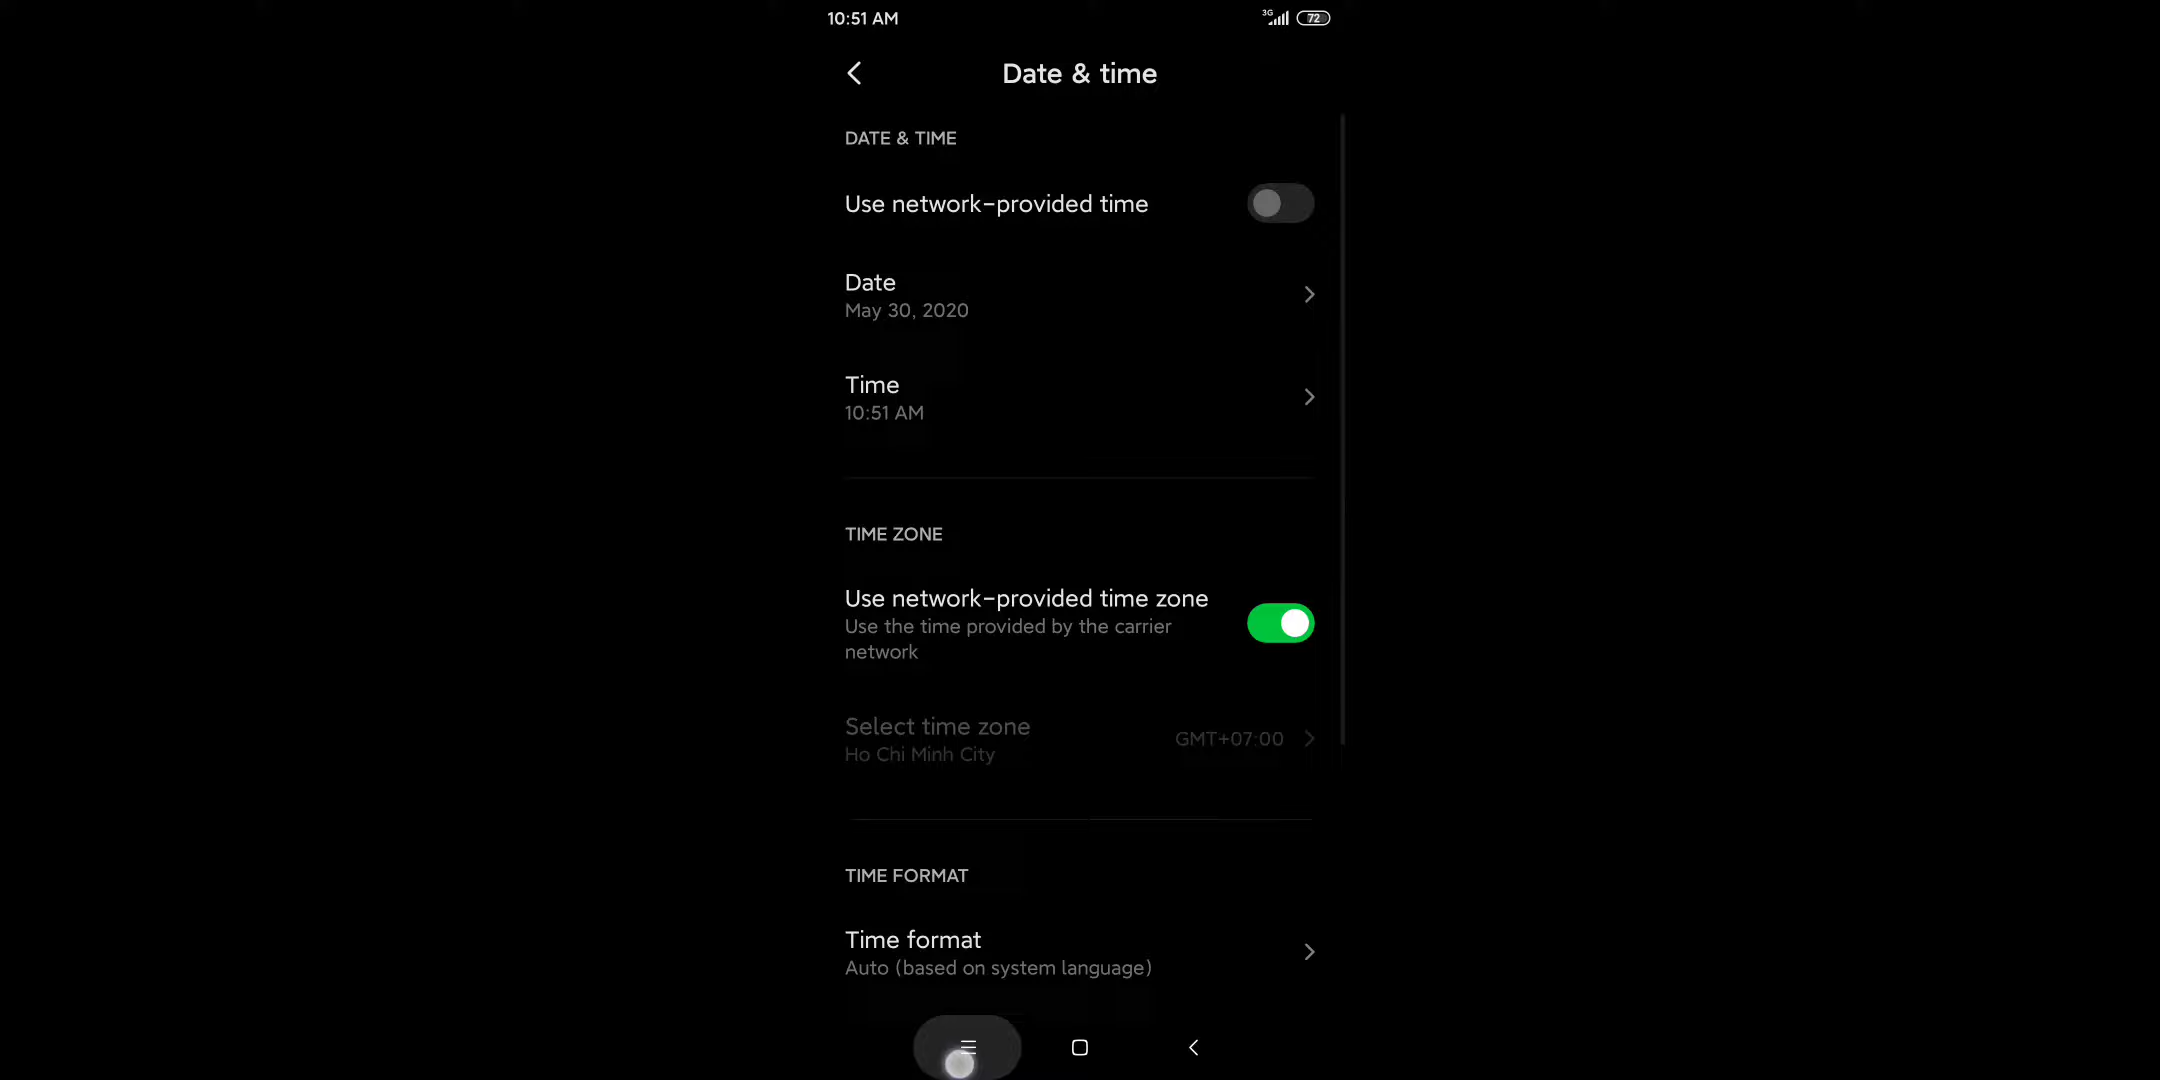 10:51 AM
3G
72
Date & time
DATE & TIME
Use network-provided time
Date
May 30, 2020
Time
10:51 AM
TIME ZONE
Use network-provided time zone
Use the time provided by the carrier
network
Select time zone
Ho Chi Minh City
GMT+07:00
TIME FORMAT
Time format
Auto (based on system language)